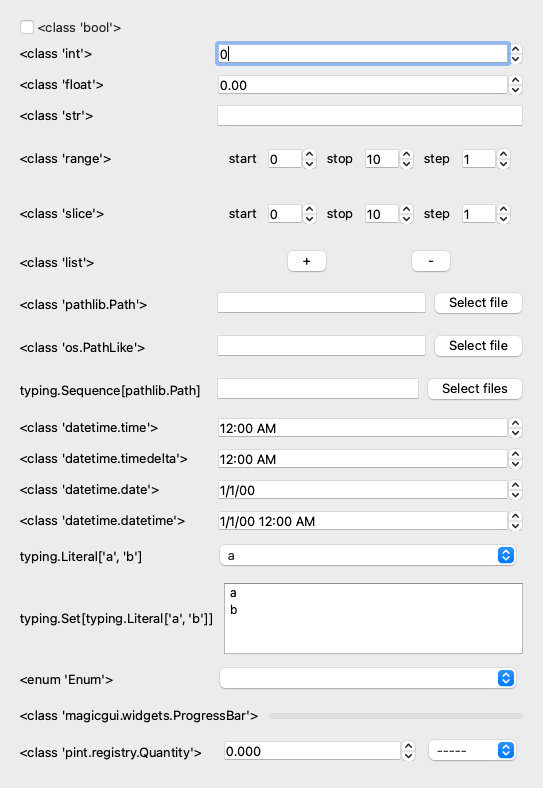 <class 'bool'>
<class 'int'> 0
<class 'float'> 0.00
<class 'str'>
<class 'range'> start 0 stop 10 step 1
<class 'slice'> start 0 stop 10 step 1
<class 'list'> + -
<class 'pathlib.Path'> Select file
<class 'os.PathLike'> Select file
typing.Sequence[pathlib.Path] Select files
<class 'datetime.time'> 12:00 AM
<class 'datetime.timedelta'> 12:00 AM
<class 'datetime.date'> 1/1/00
<class 'datetime.datetime'> 1/1/00 12:00 AM
typing.Literal['a', 'b'] a
a
b
typing.Set[typing.Literal['a', 'b']]
<enum 'Enum'>
<class 'magicgui.widgets.ProgressBar'>
<class 'pint.registry.Quantity'> 0.000 -----